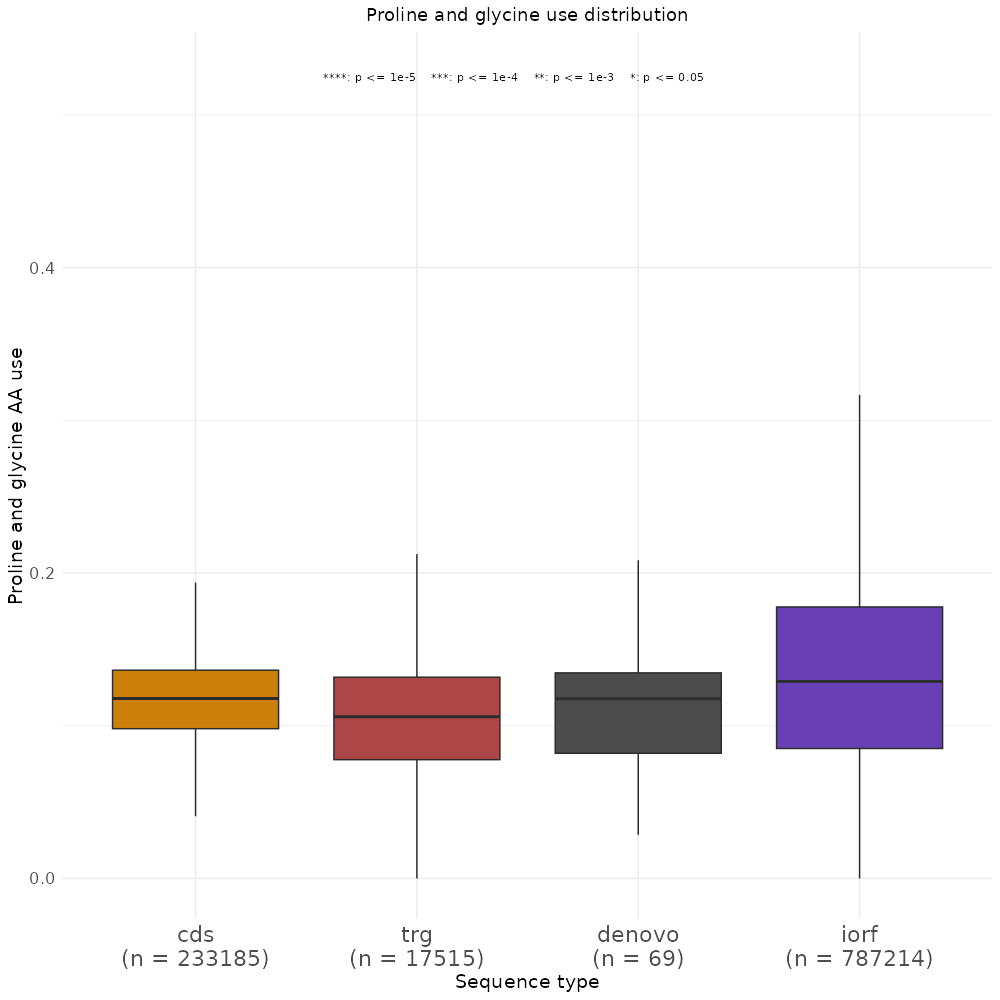 Proline and glycine use distribution
****: p <= 1e-5 ***: p <= 1e-4 **: p <= 1e-3 *: p <= 0.05
Proline and glycine AA use
0.4
0.2
0.0
cds trg denovo iorf
(n = 233185) (n = 17515) (n = 69) (n = 787214)
Sequence type